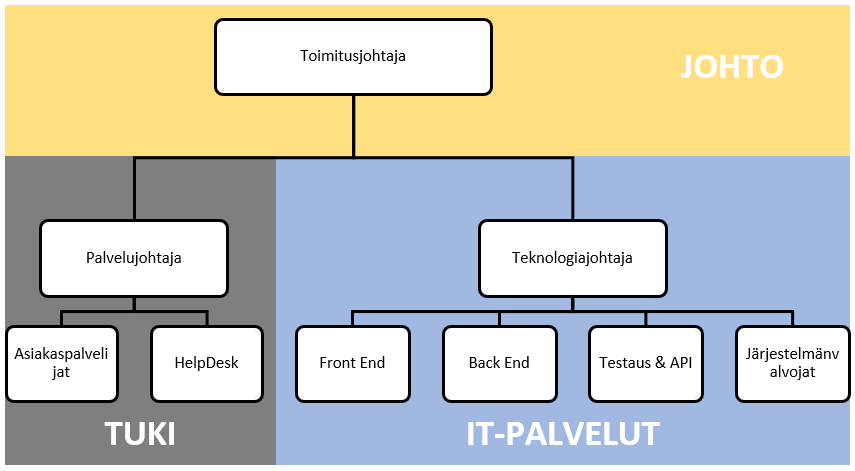 Toimitusjohtaja
JOHTO
Palvelujohtaja
Teknologiajohtaja
Asiakaspalveli
jat
HelpDesk
Front End
Back End
Testaus & API
Järjestelmänv
alvojat
TUKI
IT-PALVELUT